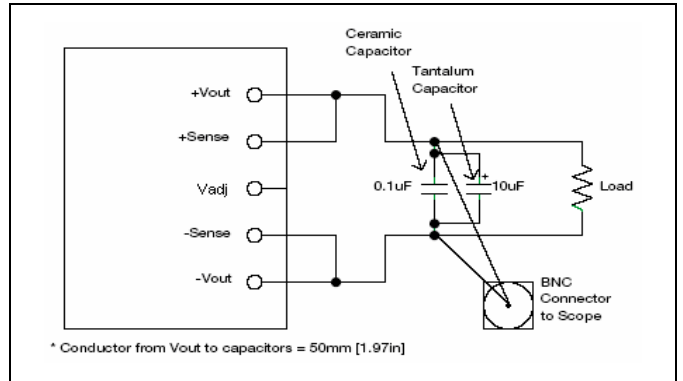 Ceramic
Capacitor
Tantalum
Capacitor
+Vout
+Sense
Vadj
-Sense
-Vout
0.1uF
+
10uF
Load
BNC
Connector
to Scope
* Conductor from Vout to capacitors = 50mm [1.97in]